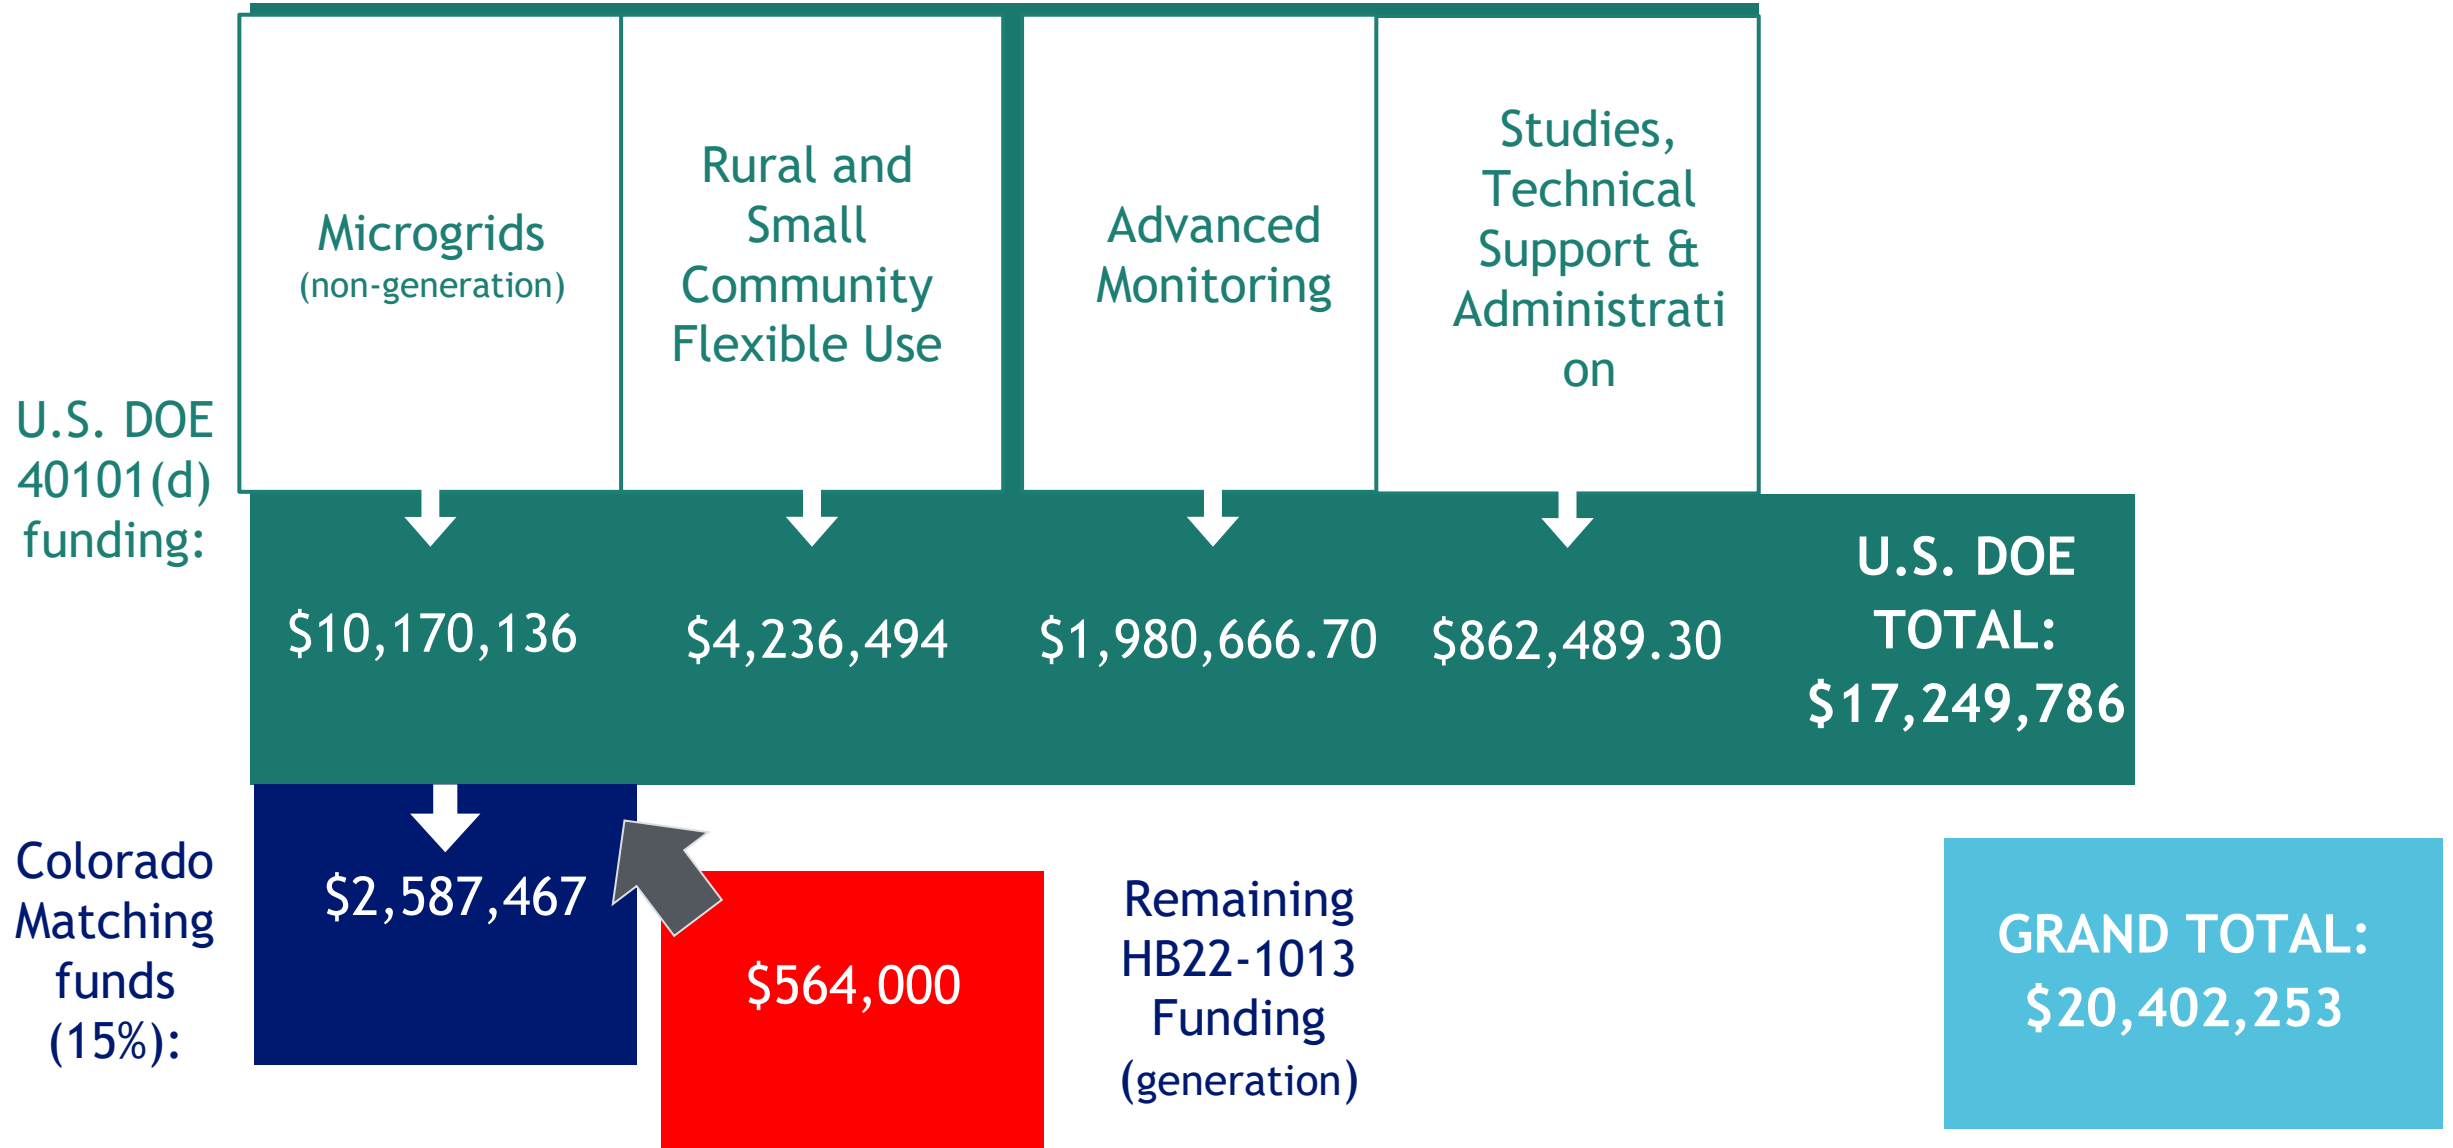 Microgrids
(non-generation)
Rural and
Small
Community
Flexible Use
Advanced
Monitoring
Studies,
Technical
Support &
Administrati
on
U.S. DOE
40101(d)
funding:
$10,170,136
$4,236,494
$1,980,666.70
$862,489.30
U.S. DOE
TOTAL:
$17,249,786
Colorado
Matching
funds
(15%):
$2,587,467
$564,000
Remaining
HB22-1013
Funding
(generation)
GRAND TOTAL:
$20,402,253